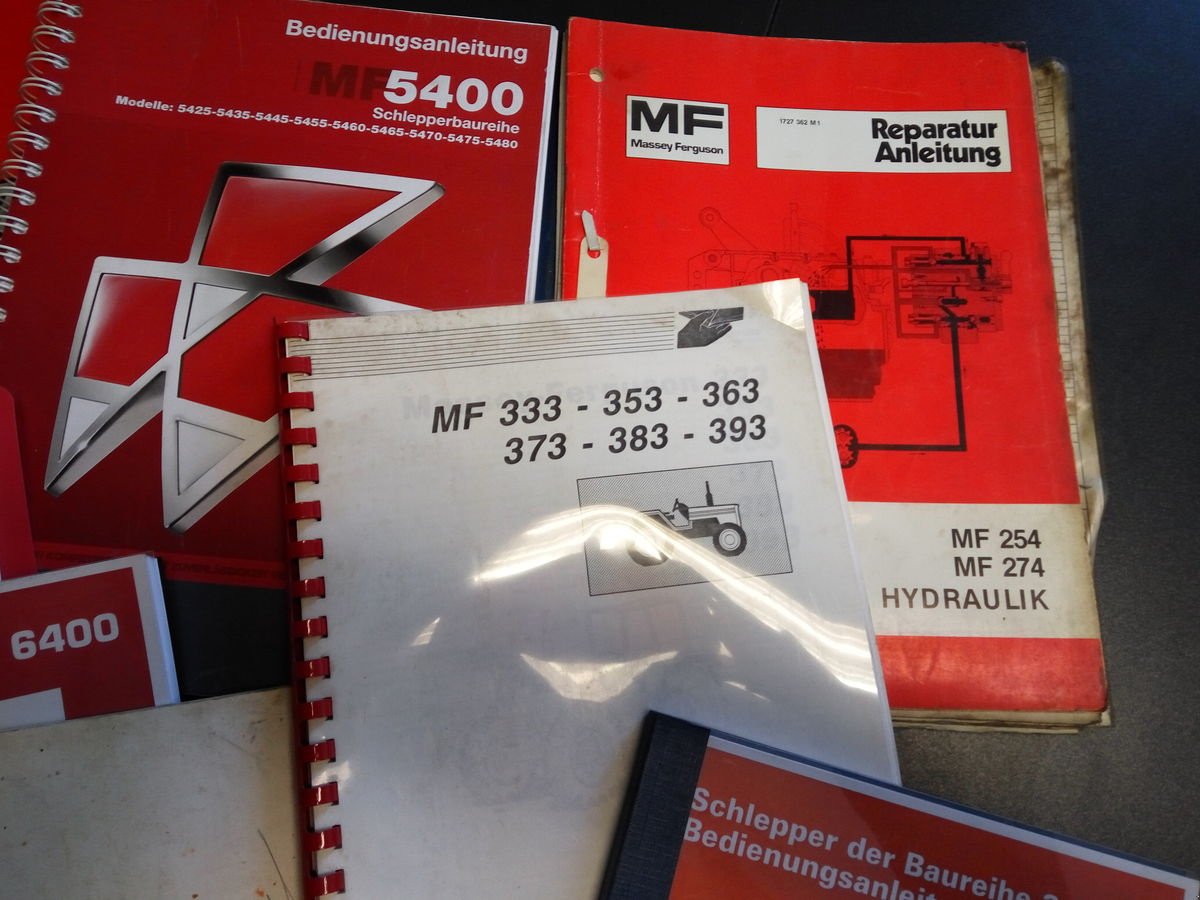 Bedienungsanleitung
MF5400
Schlepperbaureihe
Modelle: 5425-5435-5445-5455-5460-5465-5470-5475-5480
MF
Massey Ferguson
1727 362 M1
Reparatur
Anleitung
MF 333 - 353 - 363
373 - 383 - 393
MF 254
MF 274
HYDRAULIK
6400
Schlepper der Baureihe
Bedienungsanleit